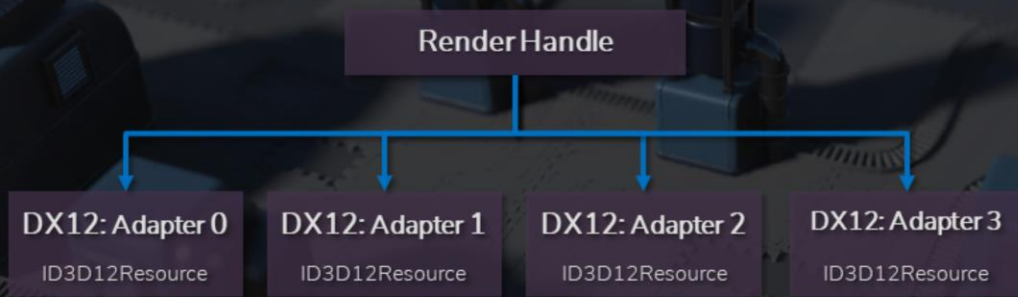 Render Handle
DX12: Adapter 0
ID3D12Resource
DX12: Adapter 1
ID3D12Resource
DX12: Adapter 2
ID3D12Resource
DX12: Adapter 3
ID3D12Resource